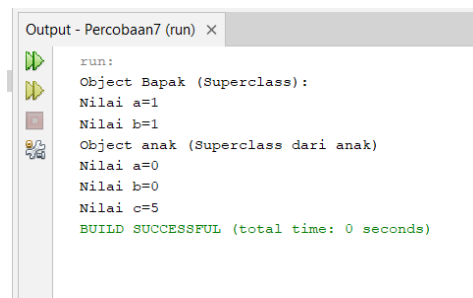 Output - Percobaan7 (run) ×
run:
Object Bapak (Superclass):
Nilai a=1
Nilai b=1
Object anak (Superclass dari anak)
Nilai a=0
Nilai b=0
Nilai c=5
BUILD SUCCESSFUL (total time: 0 seconds)